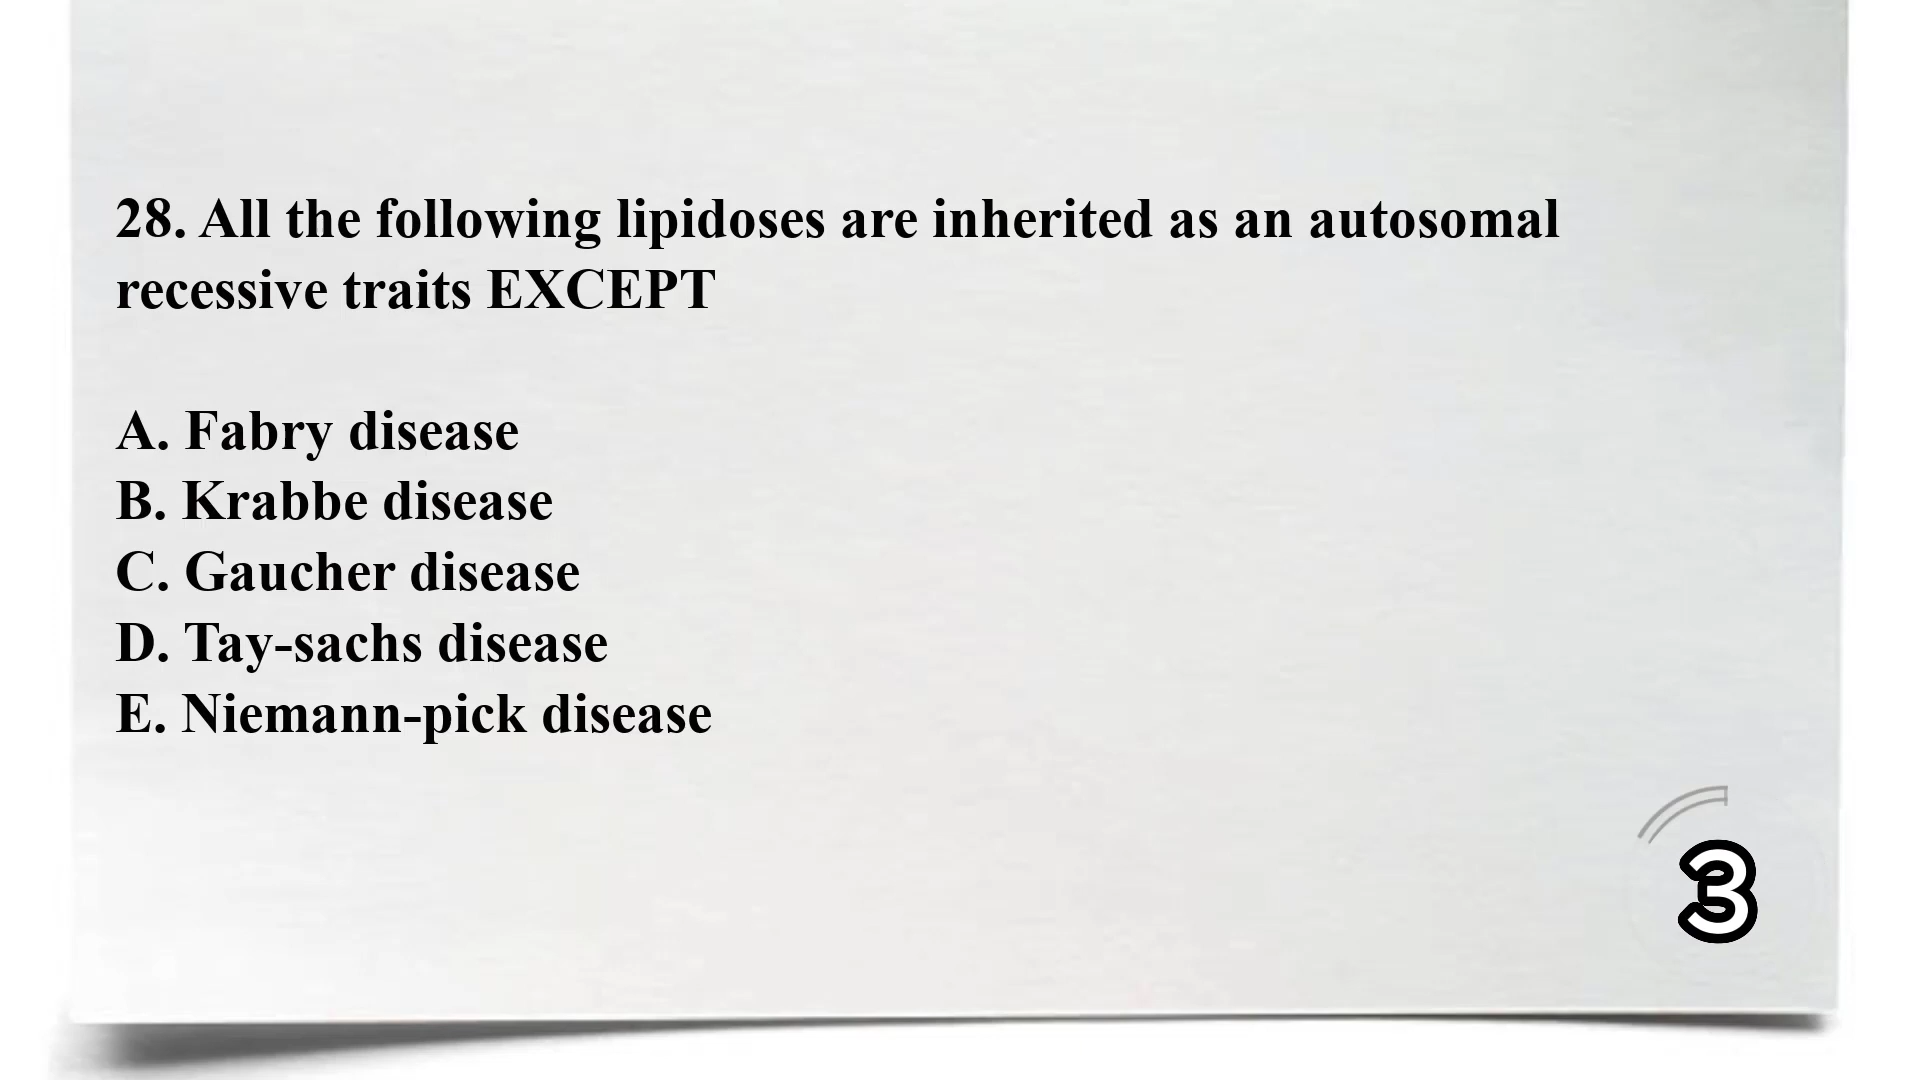 28. All the following lipidoses are inherited as an autosomal
recessive traits EXCEPT
A. Fabry disease
B. Krabbe disease
C. Gaucher disease
D. Tay-sachs disease
E. Niemann-pick disease
3